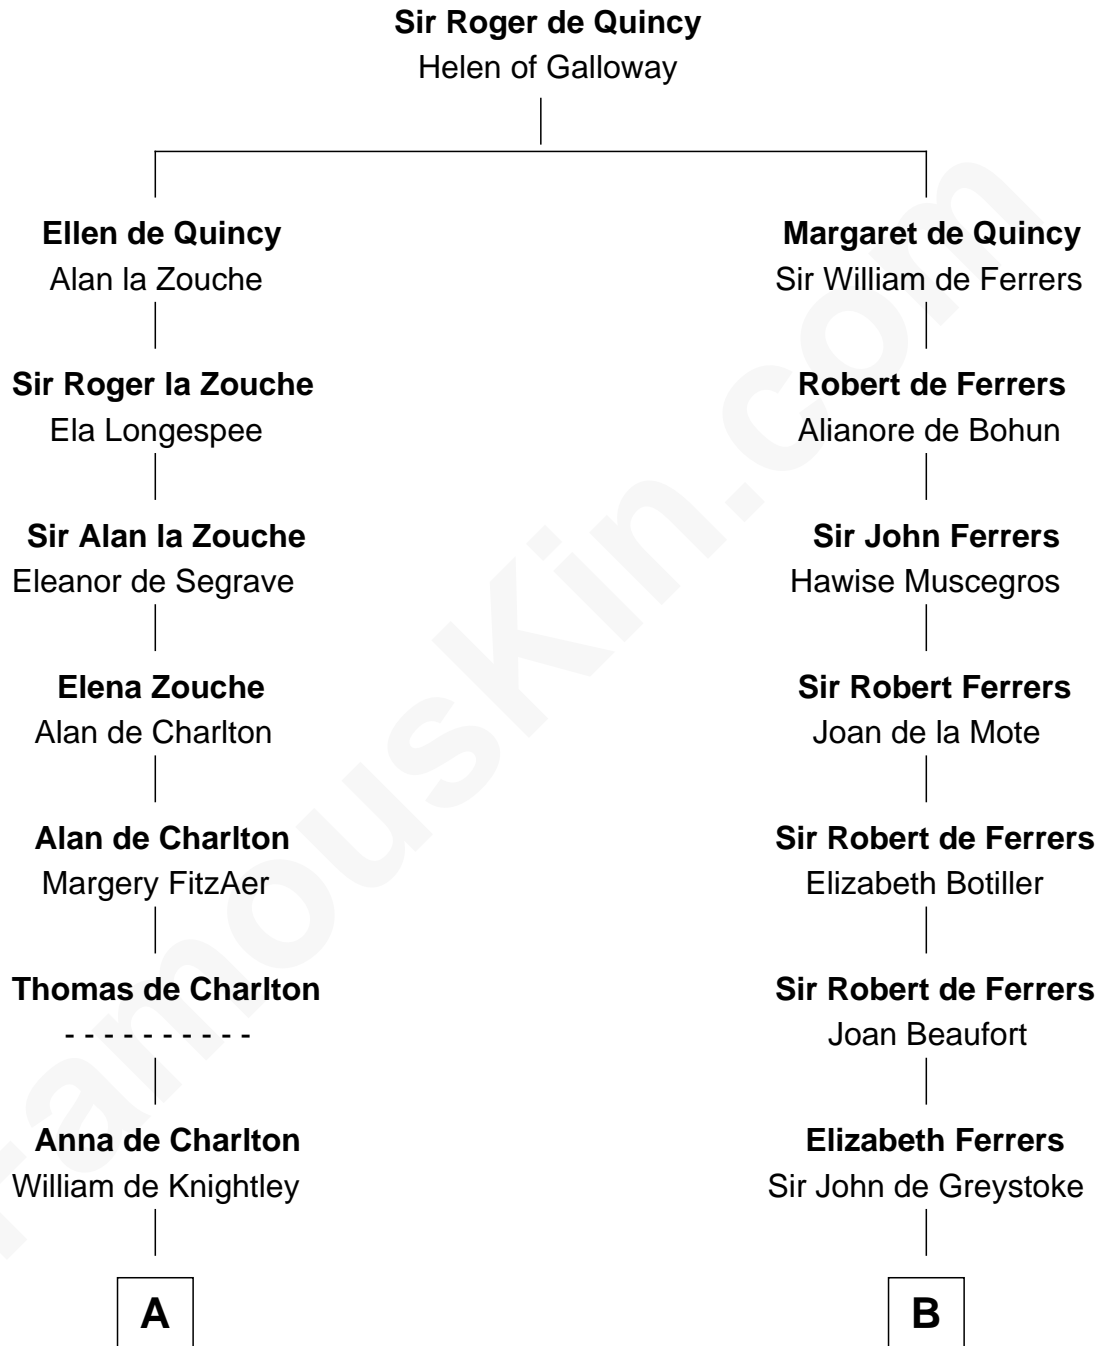 Sir Roger de Quincy
Helen of Galloway
Ellen de Quincy
Alan la Zouche
Margaret de Quincy
Sir William de Ferrers
Sir Roger la Zouche
Ela Longespee
Robert de Ferrers
Alianore de Bohun
Sir Alan la Zouche
Eleanor de Segrave
Sir John Ferrers
Hawise Muscegros
Elena Zouche
Alan de Charlton
Sir Robert Ferrers
Joan de la Mote
Alan de Charlton
Margery FitzAer
Sir Robert de Ferrers
Elizabeth Botiller
Thomas de Charlton
- - - - - - - - - -
Sir Robert de Ferrers
Joan Beaufort
Anna de Charlton
William de Knightley
Elizabeth Ferrers
Sir John de Greystoke
A
B
FamousKin.com